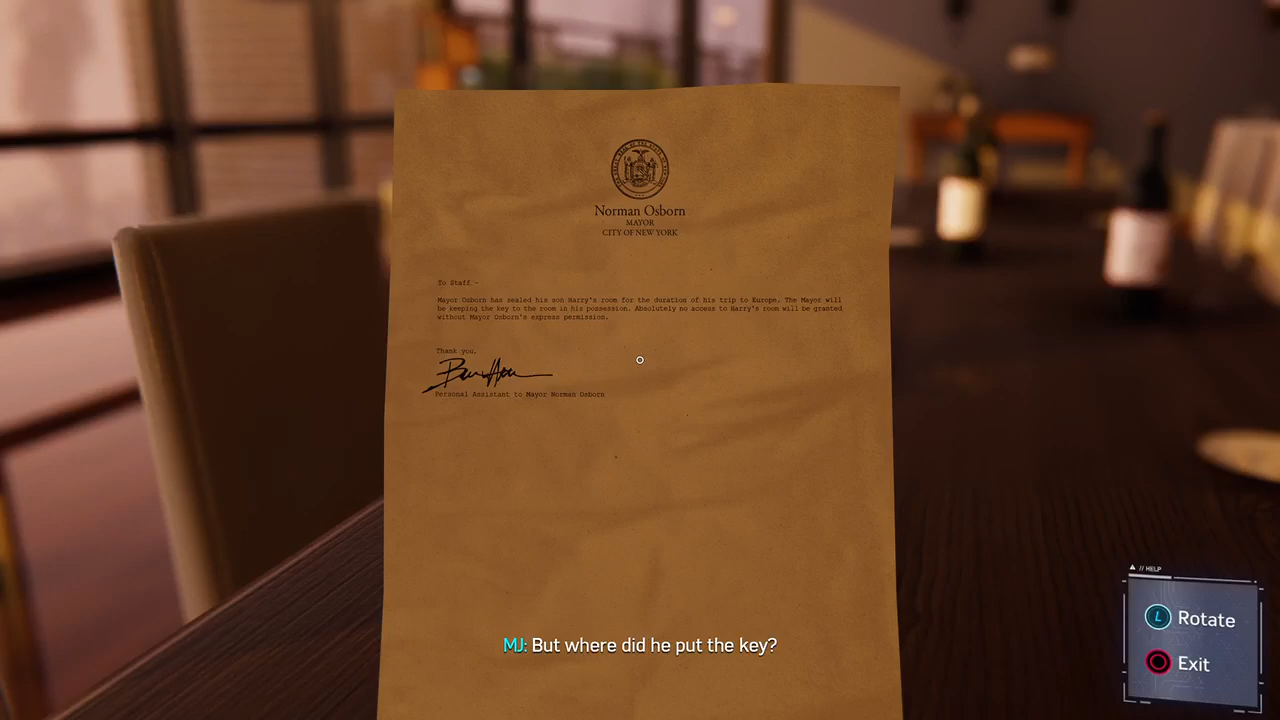 Norman Osborn
MAYOR
CITY OF NEW YORK
To Staff -
Mayor Osborn has sealed his son Harry's room for the duration of his trip to Europe. The Mayor will
be keeping the key to the room in his possession. Absolutely no access to Harry's room will be granted
without Mayor Osborn's express permission.
Thank you,
Personal Assistant to Mayor Norman Osborn
MJ: But where did he put the key?
// HELP
L Rotate
Exit